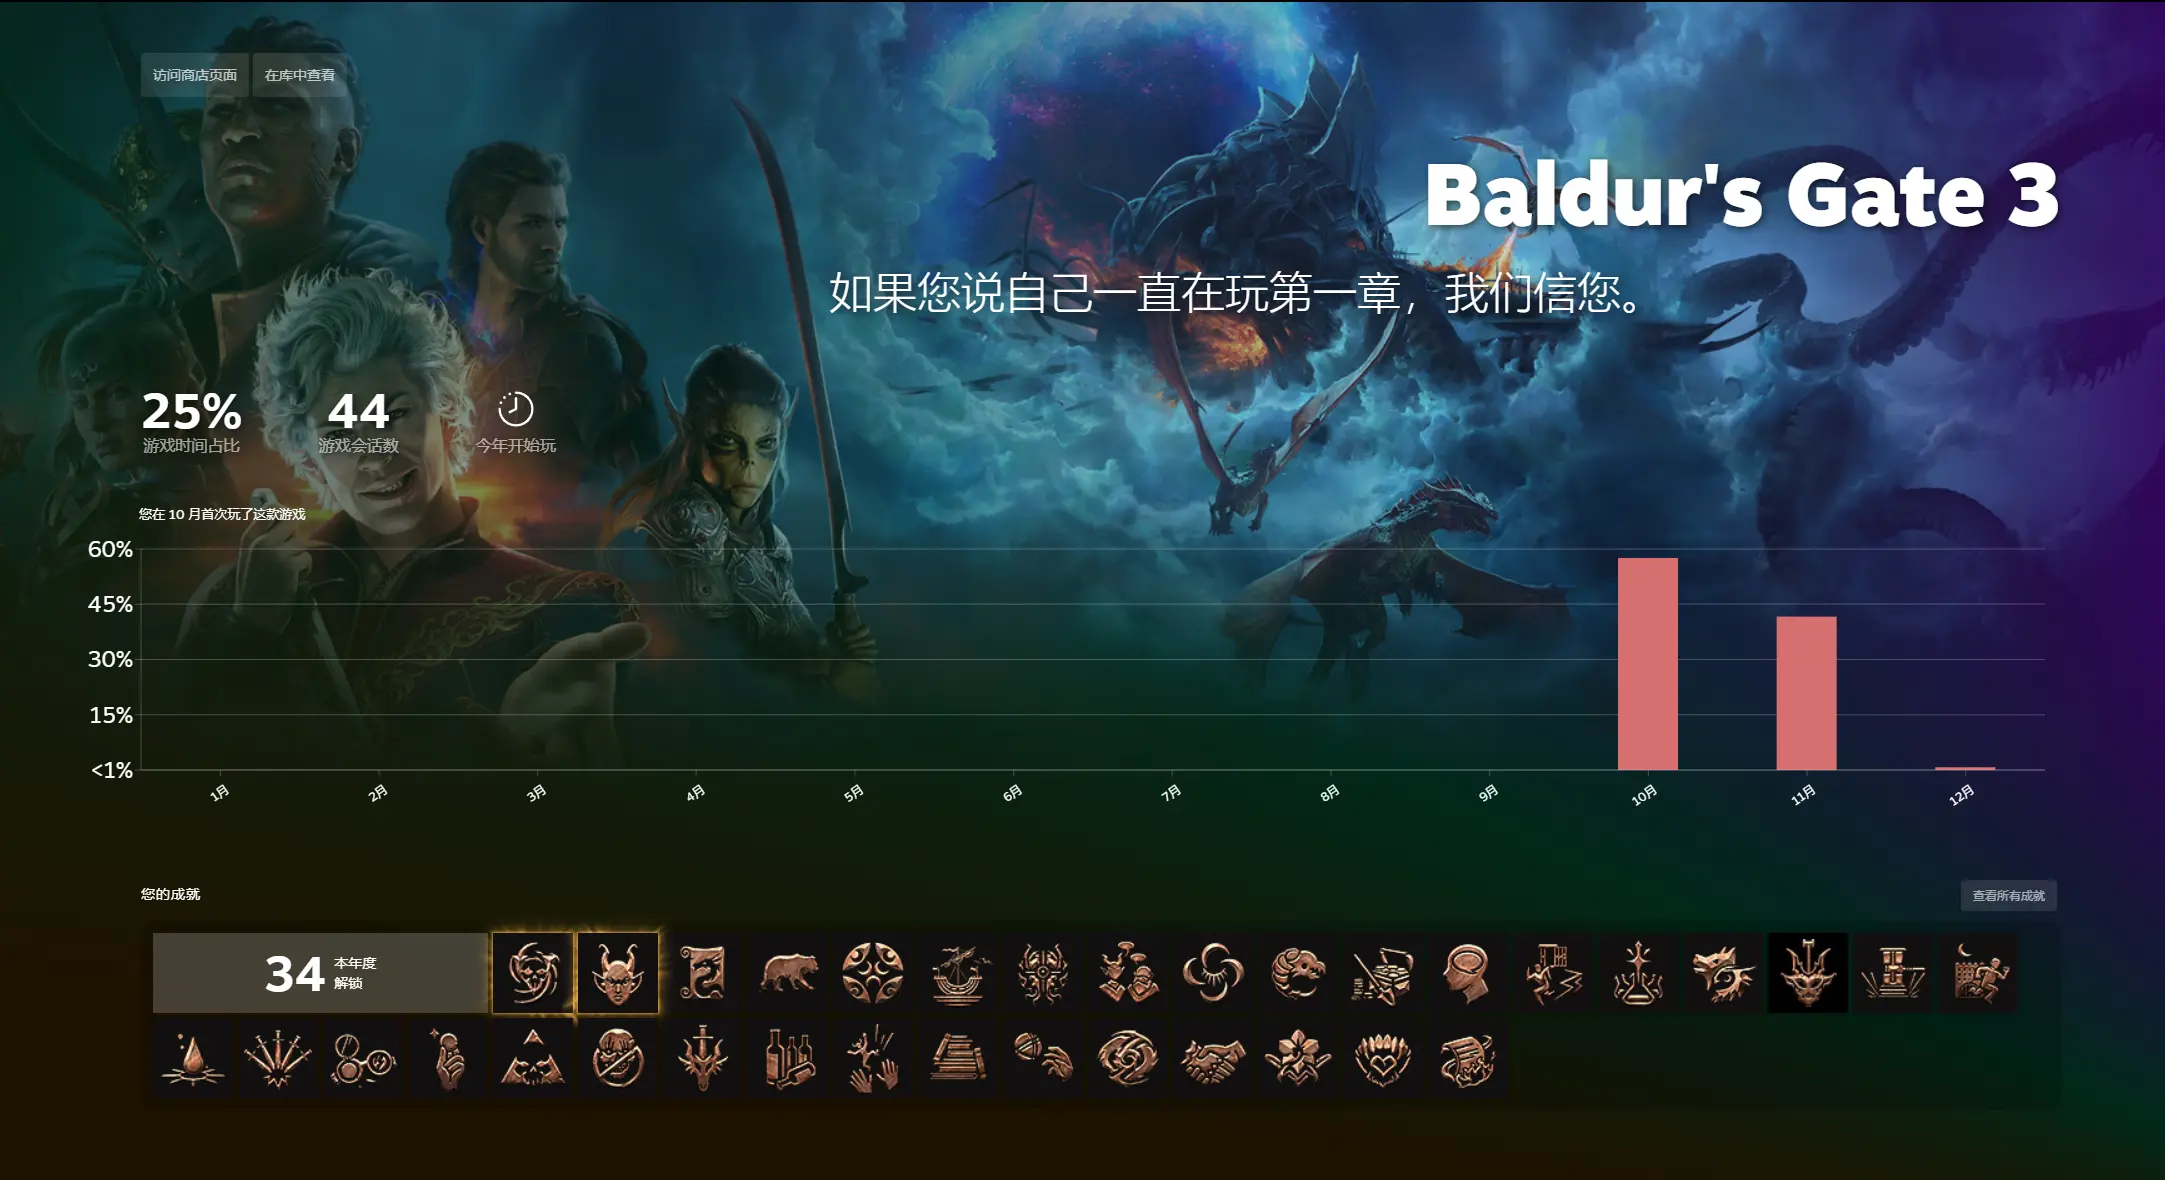 访问商店页面
在库中查看
Baldur's Gate 3
如果您说自己一直在玩第一章，我们信您。
25%
游戏时间占比
44
游戏会话数
今年开始玩
您在 10 月首次玩了这款游戏
60%
45%
30%
15%
<1%
1月
2月
3月
4月
5月
6月
7月
8月
9月
10月
11月
12月
您的成就
查看所有成就
34
本年度
解锁